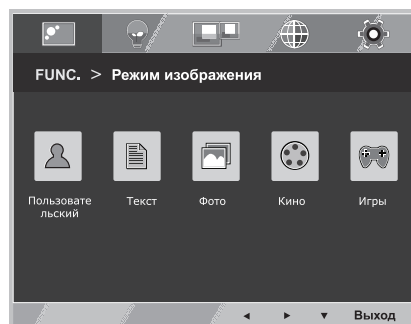 FUNC. > Режим изображения
Пользовате
льский
Текст
Фото
Кино
Игры
Выход